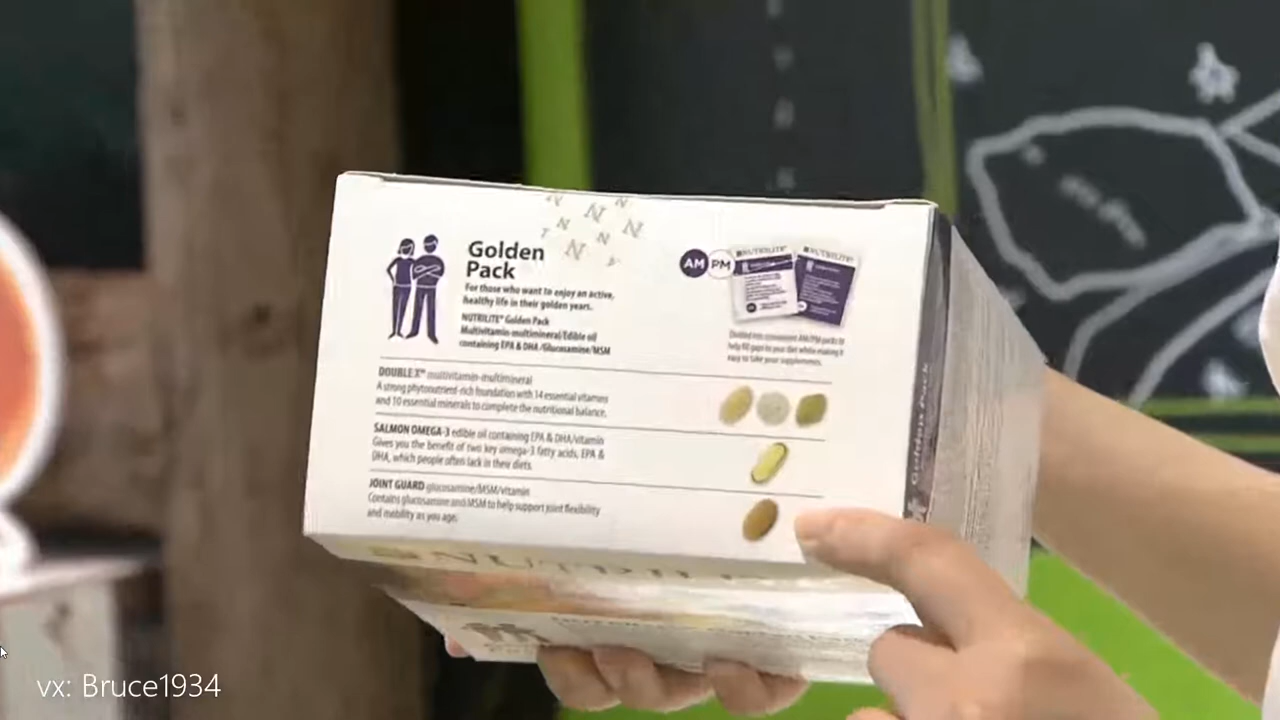 Golden
Pack
For those who want to enjoy an active,
healthy life in their golden years.
NUTRILITE™ Golden Pack
Multivitamin-multimineral/Edible oil
containing EPA & DHA/Glucosamine/MSM
AM PM
NUTRILITE NUTRILITE
Divided into convenient AM/PM packs to
help fill gaps in your diet while making it
easy to take your supplements.
DOUBLE X™ multivitamin-multimineral
A strong phytonutrient-rich foundation with 14 essential vitamins
and 10 essential minerals to complete the nutritional balance.
SALMON OMEGA-3 edible oil containing EPA & DHA/vitamin
Gives you the benefit of two key omega-3 fatty acids, EPA &
DHA, which people often lack in their diets.
JOINT GUARD glucosamine/MSM/vitamin
Contains glucosamine and MSM to help support joint flexibility
and mobility as you age.
Golden Pack
NUTRILITE
vx: Bruce1934